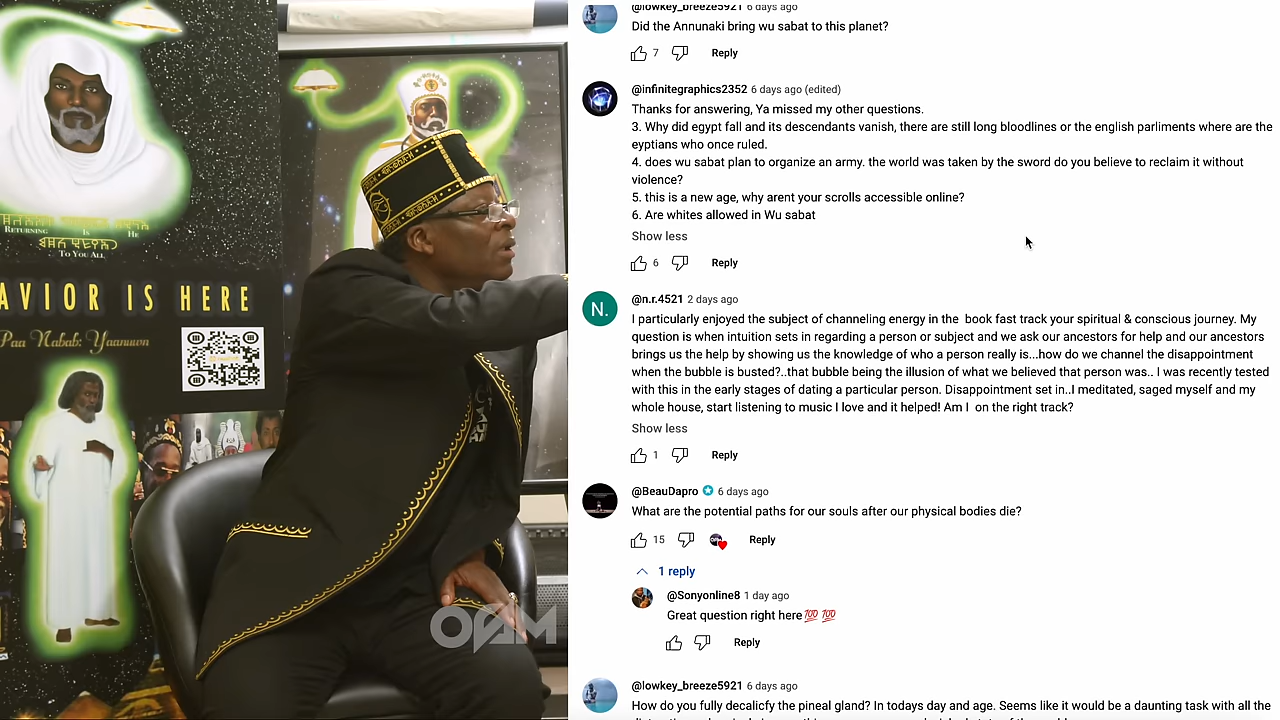 RETURNING IS HE
TO YOU ALL
AVIOR IS HERE
Paa Nabab: Yaanuwn
@lowkey_breeze5921 6 days ago
Did the Annunaki bring wu sabat to this planet?
7 Reply
@infinitegraphics2352 6 days ago (edited)
Thanks for answering, Ya missed my other questions.
3. Why did egypt fall and its descendants vanish, there are still long bloodlines or the english parliments where are the
eyptians who once ruled.
4. does wu sabat plan to organize an army. the world was taken by the sword do you believe to reclaim it without
violence?
5. this is a new age, why arent your scrolls accessible online?
6. Are whites allowed in Wu sabat
Show less
6 Reply
N.
@n.r.4521 2 days ago
I particularly enjoyed the subject of channeling energy in the book fast track your spiritual & conscious journey. My
question is when intuition sets in regarding a person or subject and we ask our ancestors for help and our ancestors
brings us the help by showing us the knowledge of who a person really is...how do we channel the disappointment
when the bubble is busted?..that bubble being the illusion of what we believed that person was.. I was recently tested
with this in the early stages of dating a particular person. Disappointment set in..I meditated, saged myself and my
whole house, start listening to music I love and it helped! Am I on the right track?
Show less
1 Reply
@BeauDapro 6 days ago
What are the potential paths for our souls after our physical bodies die?
15 Reply
1 reply
@Sonyonline8 1 day ago
Great question right here💯 💯
Reply
@lowkey_breeze5921 6 days ago
How do you fully decalicfy the pineal gland? In todays day and age. Seems like it would be a daunting task with all the